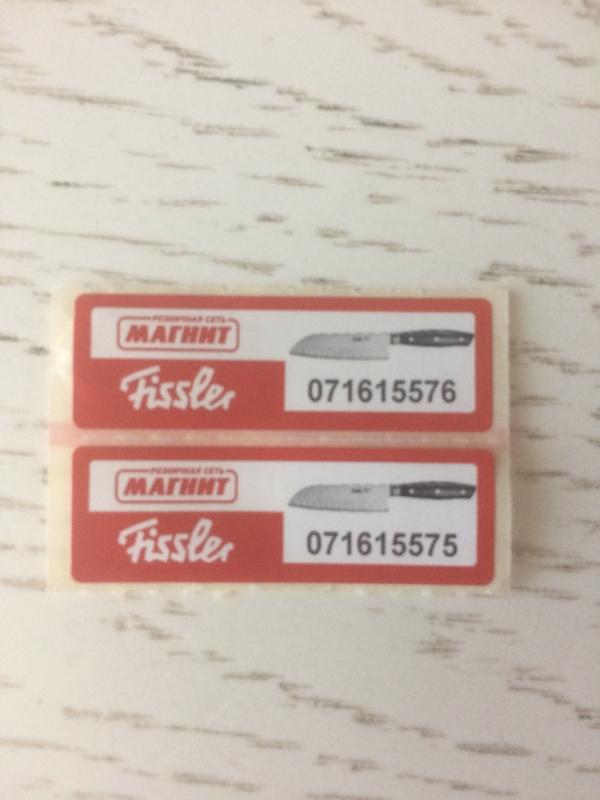 РОЗНИЧНАЯ СЕТЬ
МАГНИТ
Fissler
071615576
РОЗНИЧНАЯ СЕТЬ
МАГНИТ
Fissler
071615575